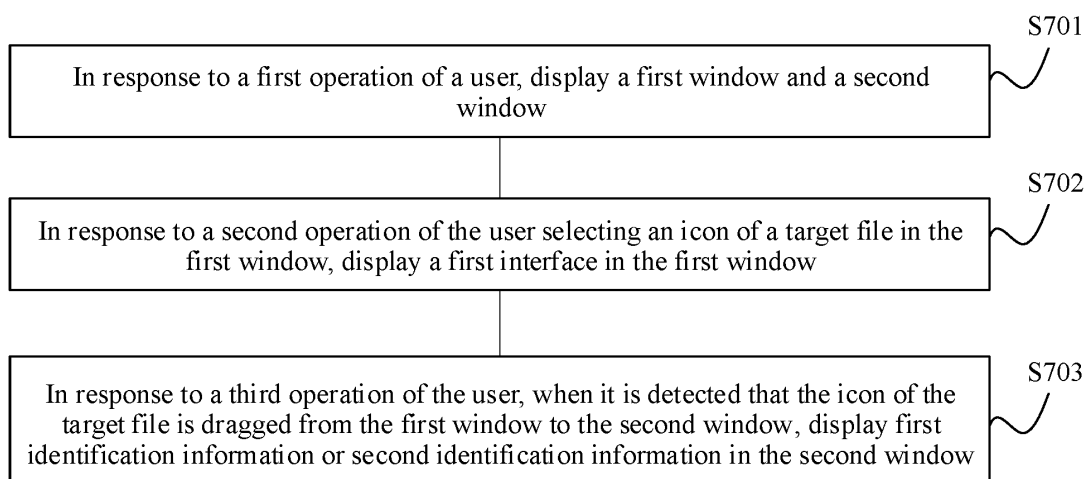 S701
In response to a first operation of a user, display a first window and a second
window
S702
In response to a second operation of the user selecting an icon of a target file in the
first window, display a first interface in the first window
S703
In response to a third operation of the user, when it is detected that the icon of the
target file is dragged from the first window to the second window, display first
identification information or second identification information in the second window